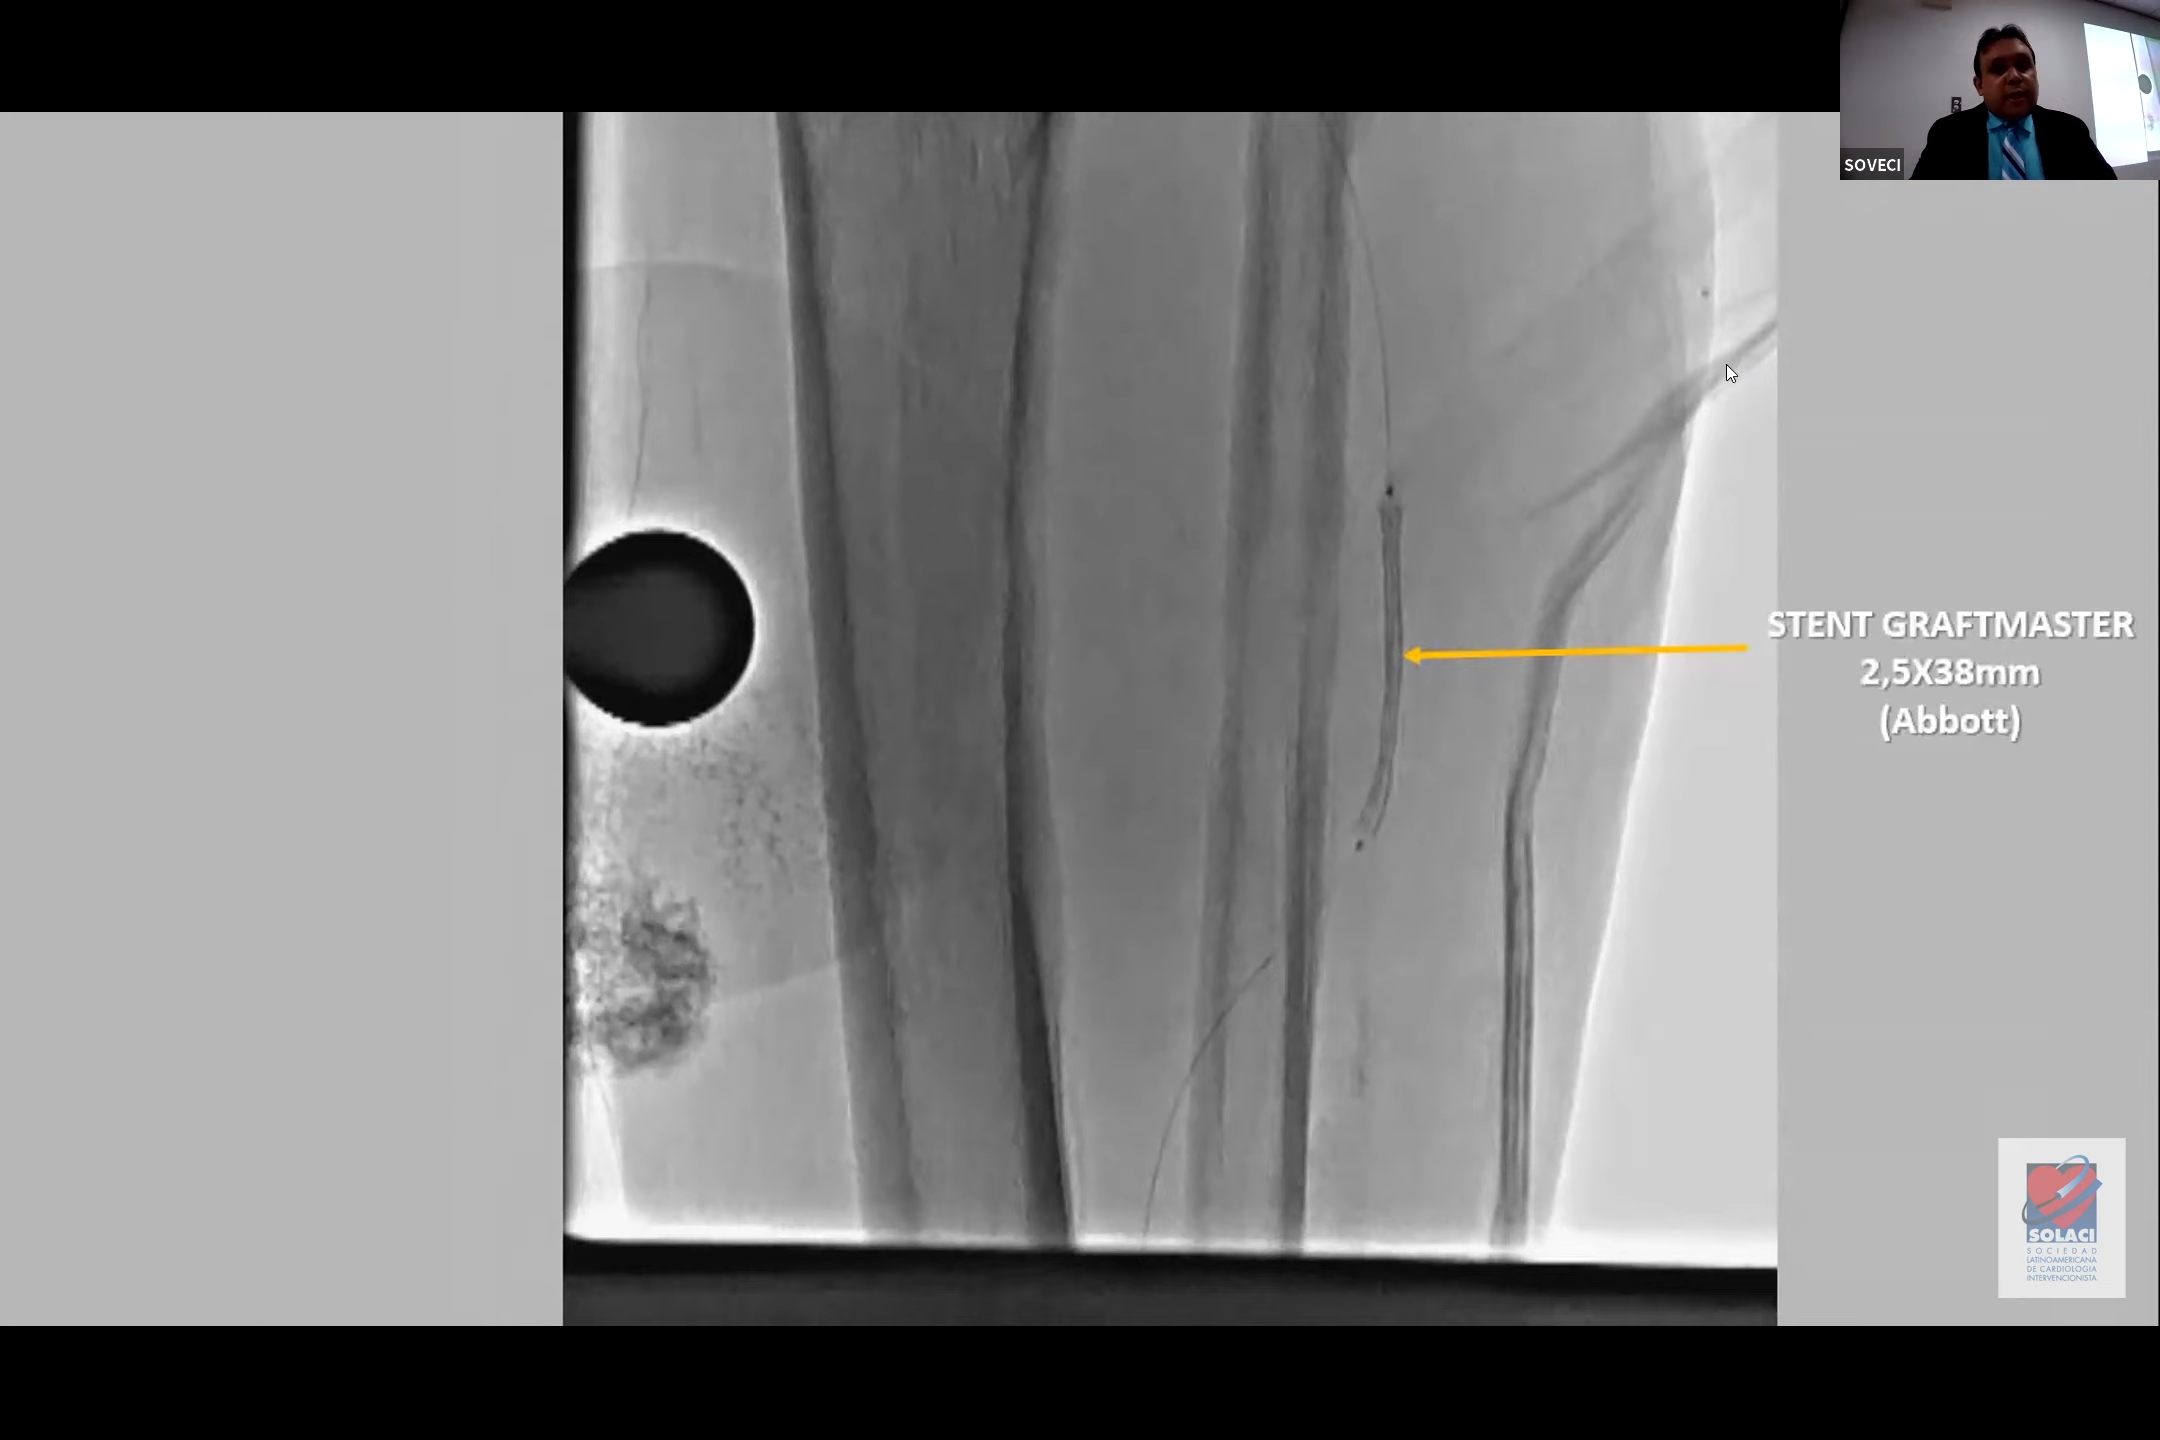 SOVECI
STENT GRAFTMASTER
2,5X38mm
(Abbott)
SOLACI
SOCIEDAD
LATINOAMERICANA
DE CARDIOLOGIA
INTERVENCIONISTA